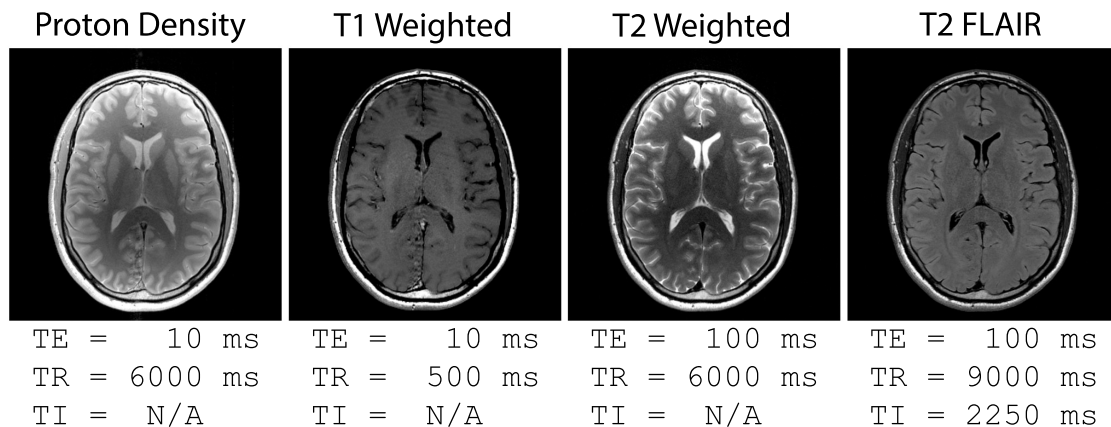 Proton Density T1 Weighted T2 Weighted T2 FLAIR
TE = 10 ms TE = 10 ms TE = 100 ms TE = 100 ms
TR = 6000 ms TR = 500 ms TR = 6000 ms TR = 9000 ms
TI = N/A TI = N/A TI = N/A TI = 2250 ms